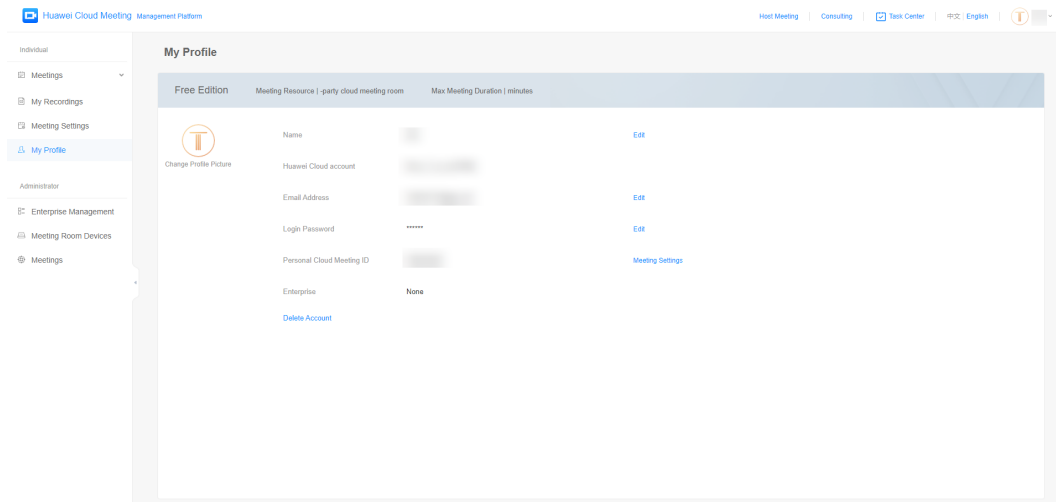 Huawei Cloud Meeting Management Platform
Host Meeting
Consulting
Task Center
中文 | English
Individual
Meetings
My Recordings
Meeting Settings
My Profile
Administrator
Enterprise Management
Meeting Room Devices
Meetings
My Profile
Free Edition
Meeting Resource | -party cloud meeting room
Max Meeting Duration | minutes
Change Profile Picture
Name
Edit
Huawei Cloud account
Email Address
Edit
Login Password
******
Edit
Personal Cloud Meeting ID
Meeting Settings
Enterprise
None
Delete Account